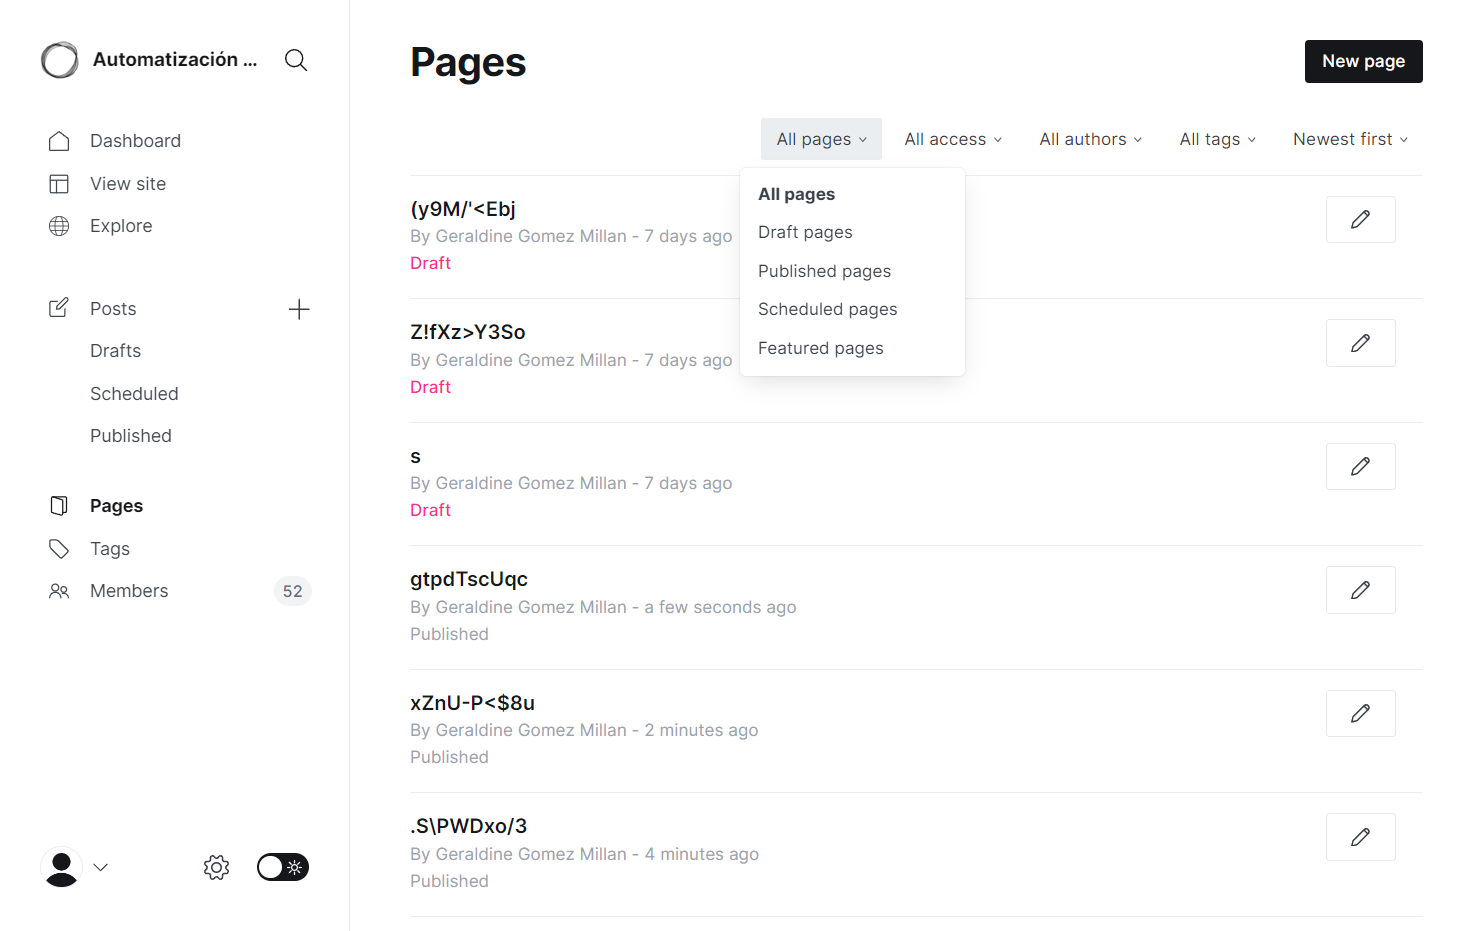 Automatización ...
Dashboard
View site
Explore
Posts
Drafts
Scheduled
Published
Pages
Tags
Members 52
Pages
New page
All pages All access All authors All tags Newest first
All pages
Draft pages
Published pages
Scheduled pages
Featured pages
(y9M/'<Ebj
By Geraldine Gomez Millan - 7 days ago
Draft
Z!fXz>Y3So
By Geraldine Gomez Millan - 7 days ago
Draft
s
By Geraldine Gomez Millan - 7 days ago
Draft
gtpdTscUqc
By Geraldine Gomez Millan - a few seconds ago
Published
xZnU-P<$8u
By Geraldine Gomez Millan - 2 minutes ago
Published
.S\PWDxo/3
By Geraldine Gomez Millan - 4 minutes ago
Published